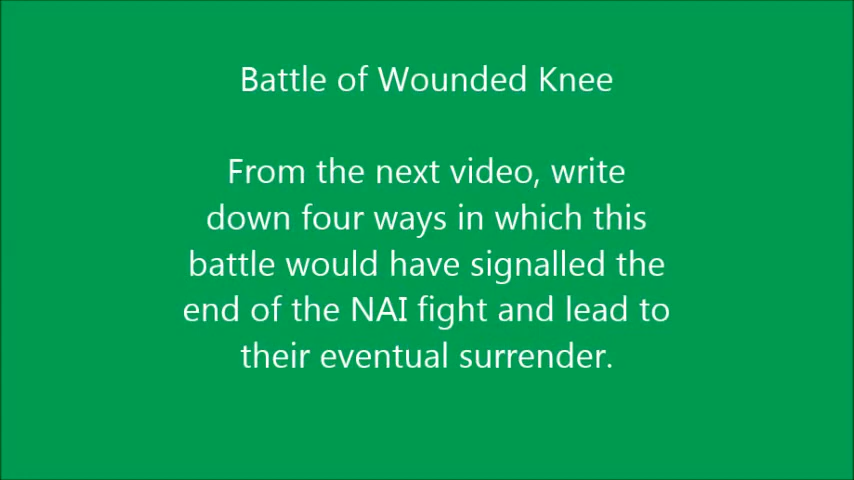 Battle of Wounded Knee
From the next video, write
down four ways in which this
battle would have signalled the
end of the NAI fight and lead to
their eventual surrender.